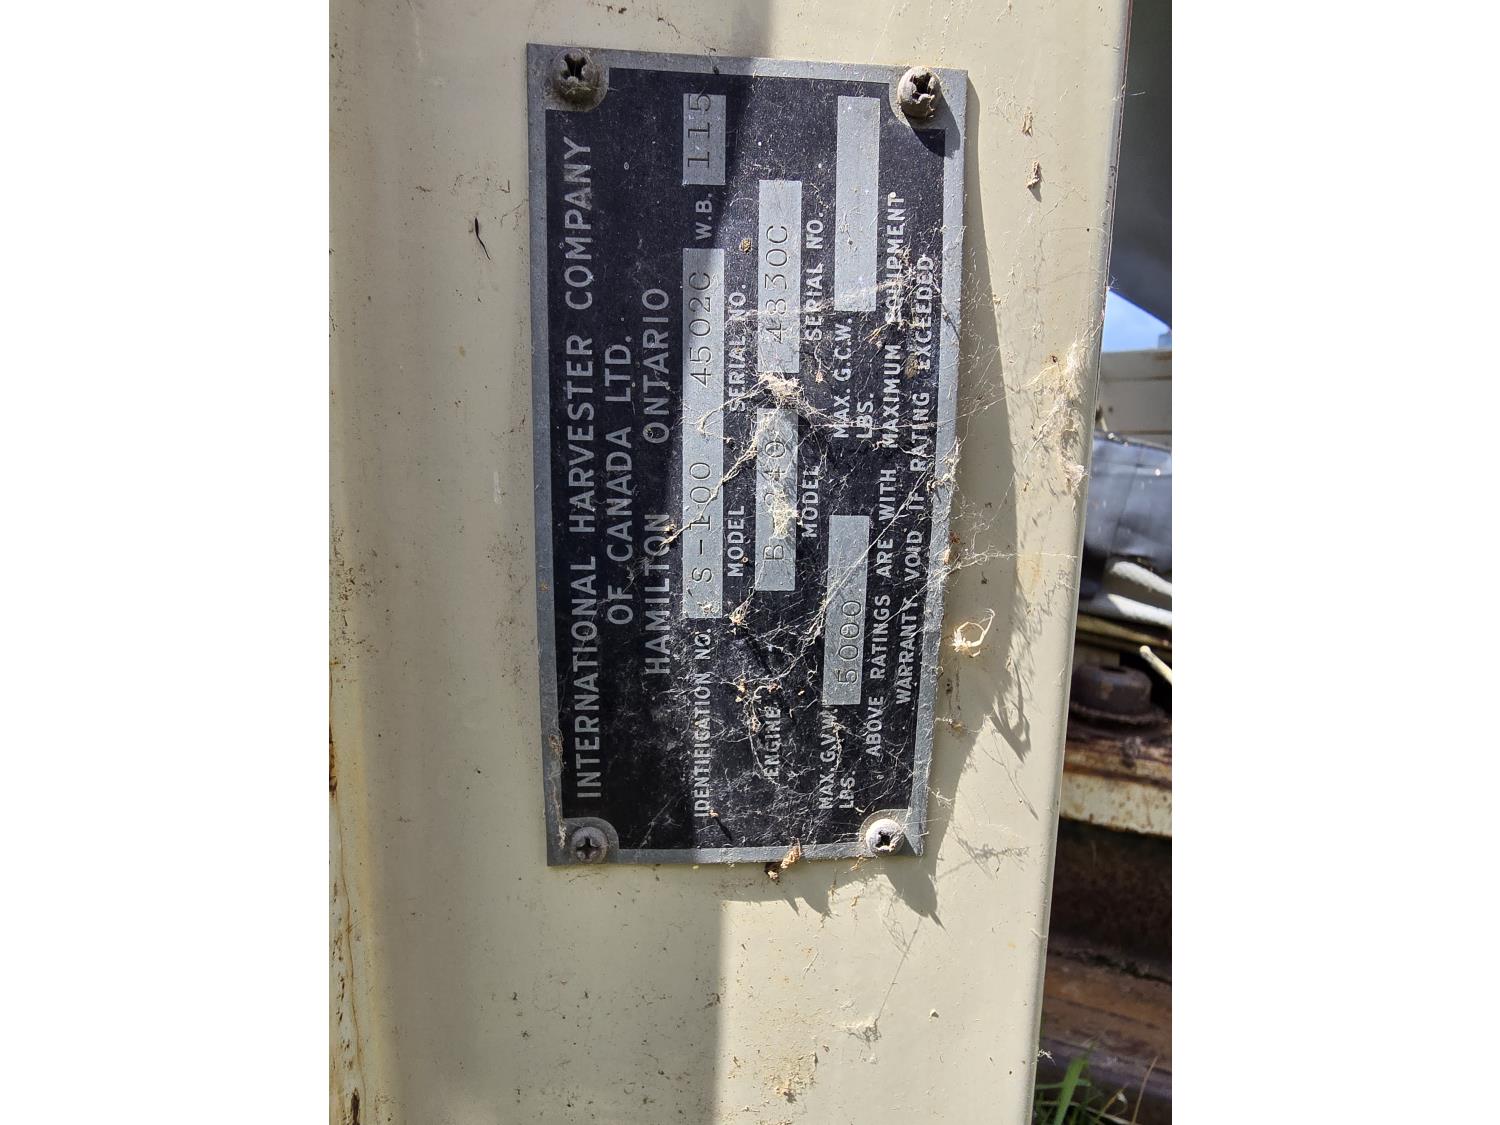 INTERNATIONAL HARVESTER COMPANY
OF CANADA LTD.
HAMILTON ONTARIO
IDENTIFICATION NO. S-100 4502C W.B. 115
MODEL SERIAL NO.
ENGINE B-240 4830C
MODEL SERIAL NO.
MAX. G.V.W. LBS. 5000 MAX. G.C.W. LBS.
ABOVE RATINGS ARE WITH MAXIMUM EQUIPMENT
WARRANTY VOID IF RATING EXCEEDED